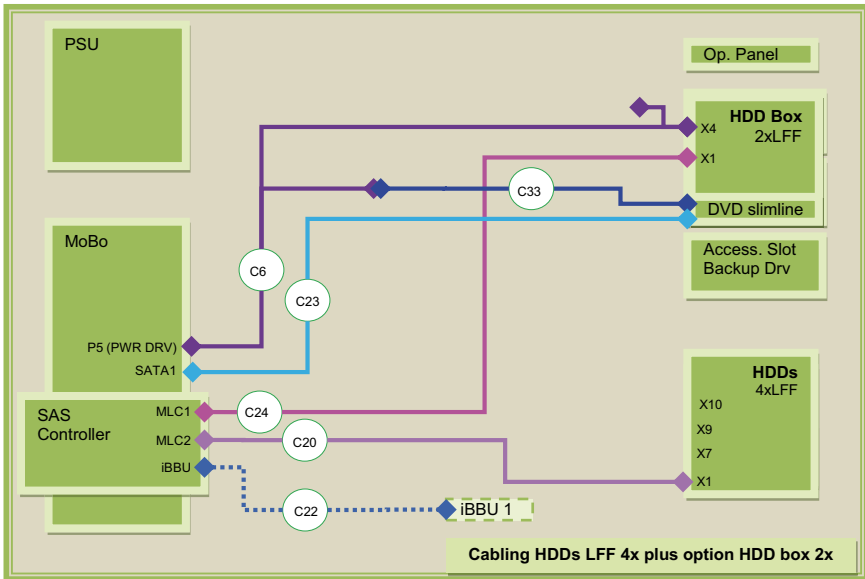 PSU
Op. Panel
HDD Box
2xLFF
X4
X1
C33
DVD slimline
MoBo
Access. Slot
Backup Drv
C6
C23
P5 (PWR DRV)
SATA1
HDDs
4xLFF
SAS
Controller
MLC1
C24
X10
MLC2
C20
X9
X7
iBBU
X1
C22
iBBU 1
Cabling HDDs LFF 4x plus option HDD box 2x